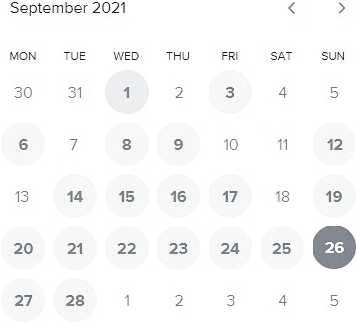 September 2021
MON TUE WED THU FRI SAT SUN
30 31 1 2 3 4 5
6 7 8 9 10 11 12
13 14 15 16 17 18 19
20 21 22 23 24 25 26
27 28 1 2 3 4 5